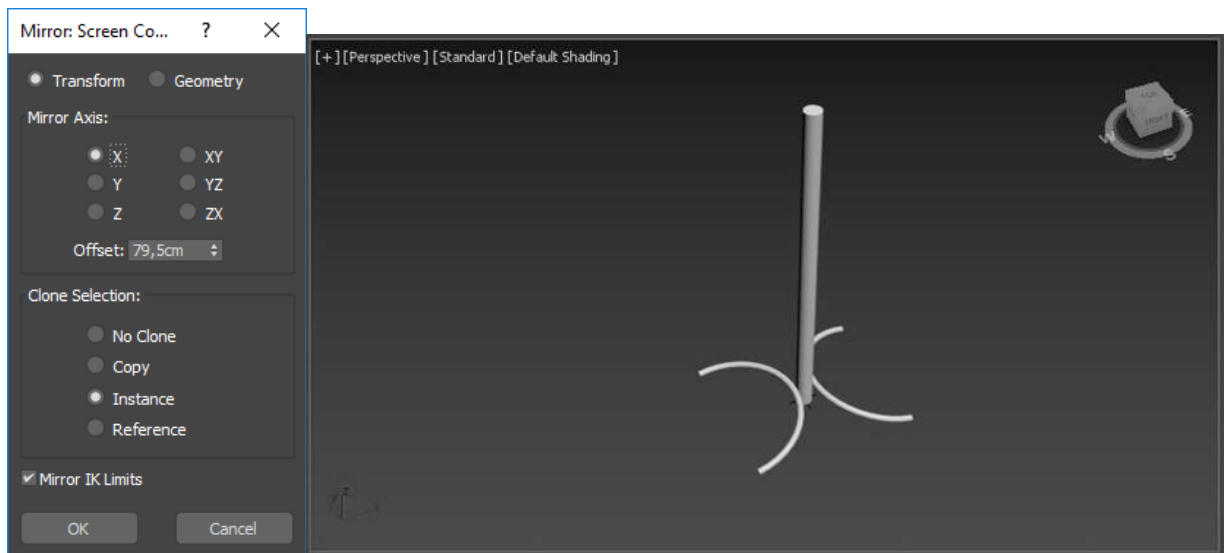 Mirror: Screen Co... ?
Transform Geometry
Mirror Axis:
X XY
Y YZ
Z ZX
Offset: 79,5cm
Clone Selection:
No Clone
Copy
Instance
Reference
Mirror IK Limits
OK Cancel
[+] [Perspective] [Standard] [Default Shading]
W
S
E